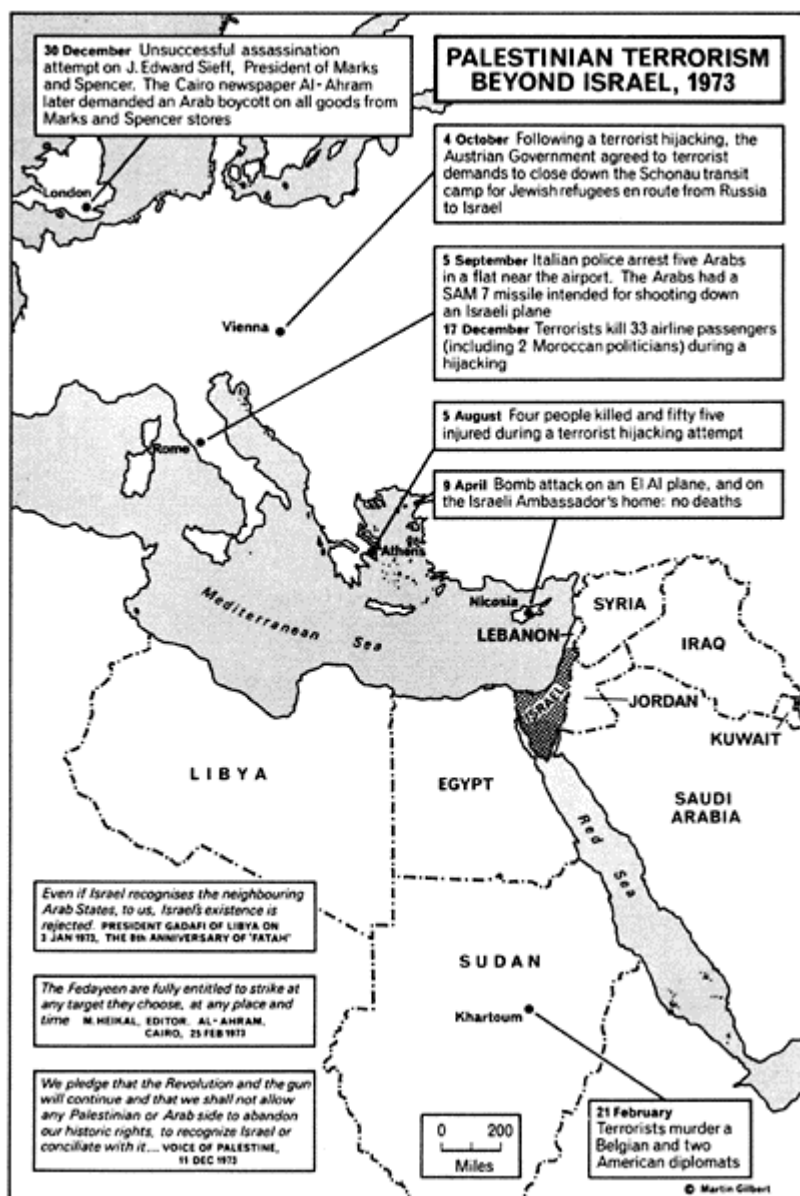 PALESTINIAN TERRORISM
BEYOND ISRAEL, 1973
30 December Unsuccessful assassination
attempt on J. Edward Sieff, President of Marks
and Spencer. The Cairo newspaper Al-Ahram
later demanded an Arab boycott on all goods from
Marks and Spencer stores
4 October Following a terrorist hijacking, the
Austrian Government agreed to terrorist
demands to close down the Schonau transit
camp for Jewish refugees en route from Russia
to Israel
London
5 September Italian police arrest five Arabs
in a flat near the airport. The Arabs had a
SAM 7 missile intended for shooting down
an Israeli plane
17 December Terrorists kill 33 airline passengers
(including 2 Moroccan politicians) during a
hijacking
Vienna
5 August Four people killed and fifty five
injured during a terrorist hijacking attempt
Rome
9 April Bomb attack on an El Al plane, and on
the Israeli Ambassador's home: no deaths
Athens
Nicosia
Mediterranean Sea
SYRIA
LEBANON
IRAQ
ISRAEL
JORDAN
KUWAIT
LIBYA
EGYPT
SAUDI
ARABIA
Red Sea
Even if Israel recognises the neighbouring
Arab States, to us, Israel's existence is
rejected. PRESIDENT GADAFI OF LIBYA ON
3 JAN 1973, THE 8th ANNIVERSARY OF 'FATAH'
SUDAN
The Fedayeen are fully entitled to strike at
any target they choose, at any place and
time M. HEIKAL, EDITOR, AL-AHRAM,
CAIRO, 25 FEB 1973
Khartoum
We pledge that the Revolution and the gun
will continue and that we shall not allow
any Palestinian or Arab side to abandon
our historic rights, to recognize Israel or
conciliate with it.... VOICE OF PALESTINE,
11 DEC 1973
0 200
Miles
21 February
Terrorists murder a
Belgian and two
American diplomats
© Martin Gilbert